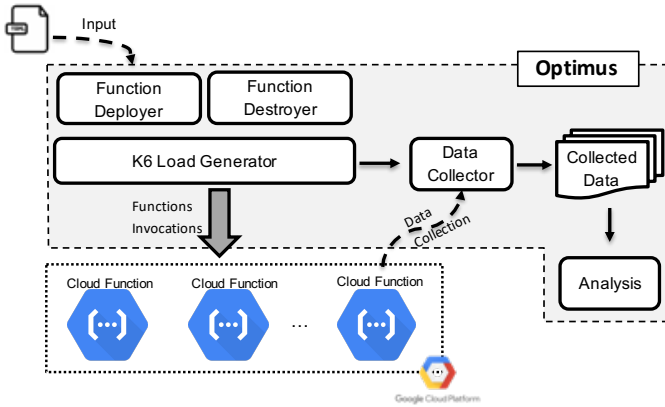 YAML
Input
Optimus
Function
Deployer
Function
Destroyer
K6 Load Generator
Data
Collector
Collected
Data
Functions
Invocations
Data
Collection
Analysis
Cloud Function
Cloud Function
Cloud Function
[···]
[···]
...
[···]
Google Cloud Platform